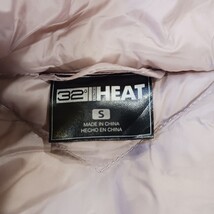 32° HEAT
S
MADE IN CHINA
HECHO EN CHINA